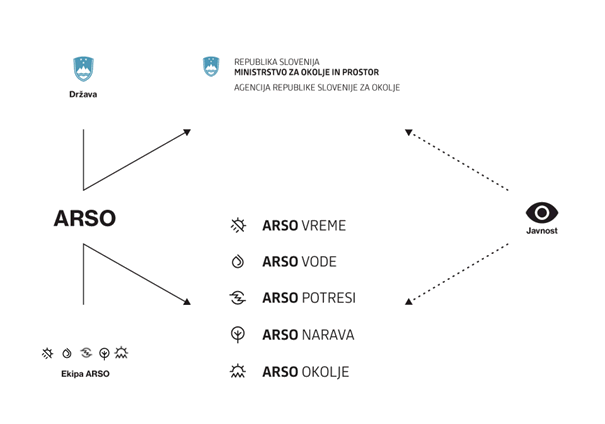 Država
REPUBLIKA SLOVENIJA
MINISTRSTVO ZA OKOLJE IN PROSTOR
AGENCIJA REPUBLIKE SLOVENIJE ZA OKOLJE
ARSO
Javnost
ARSO VREME
ARSO VODE
ARSO POTRESI
ARSO NARAVA
ARSO OKOLJE
Ekipa ARSO